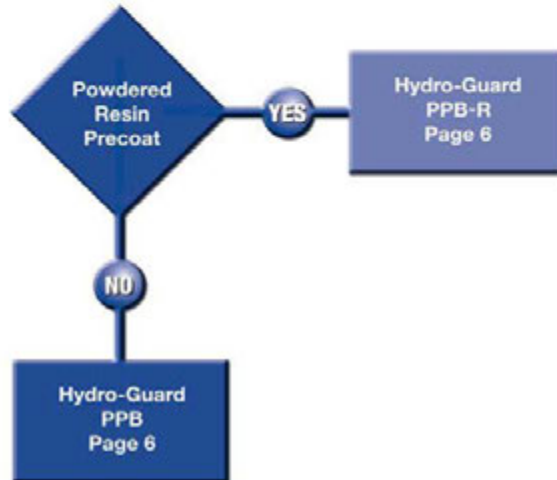 Powdered
Resin
Precoat
YES
Hydro-Guard
PPB-R
Page 6
NO
Hydro-Guard
PPB
Page 6